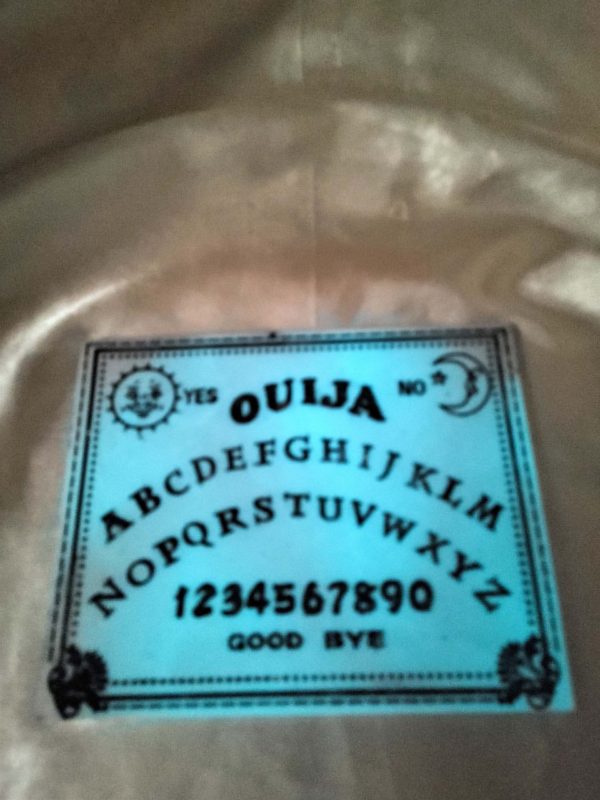 YES OUIJA NO
ABCDEFGHIJKLM
NOPQRSTUVWXYZ
1234567890
GOOD BYE